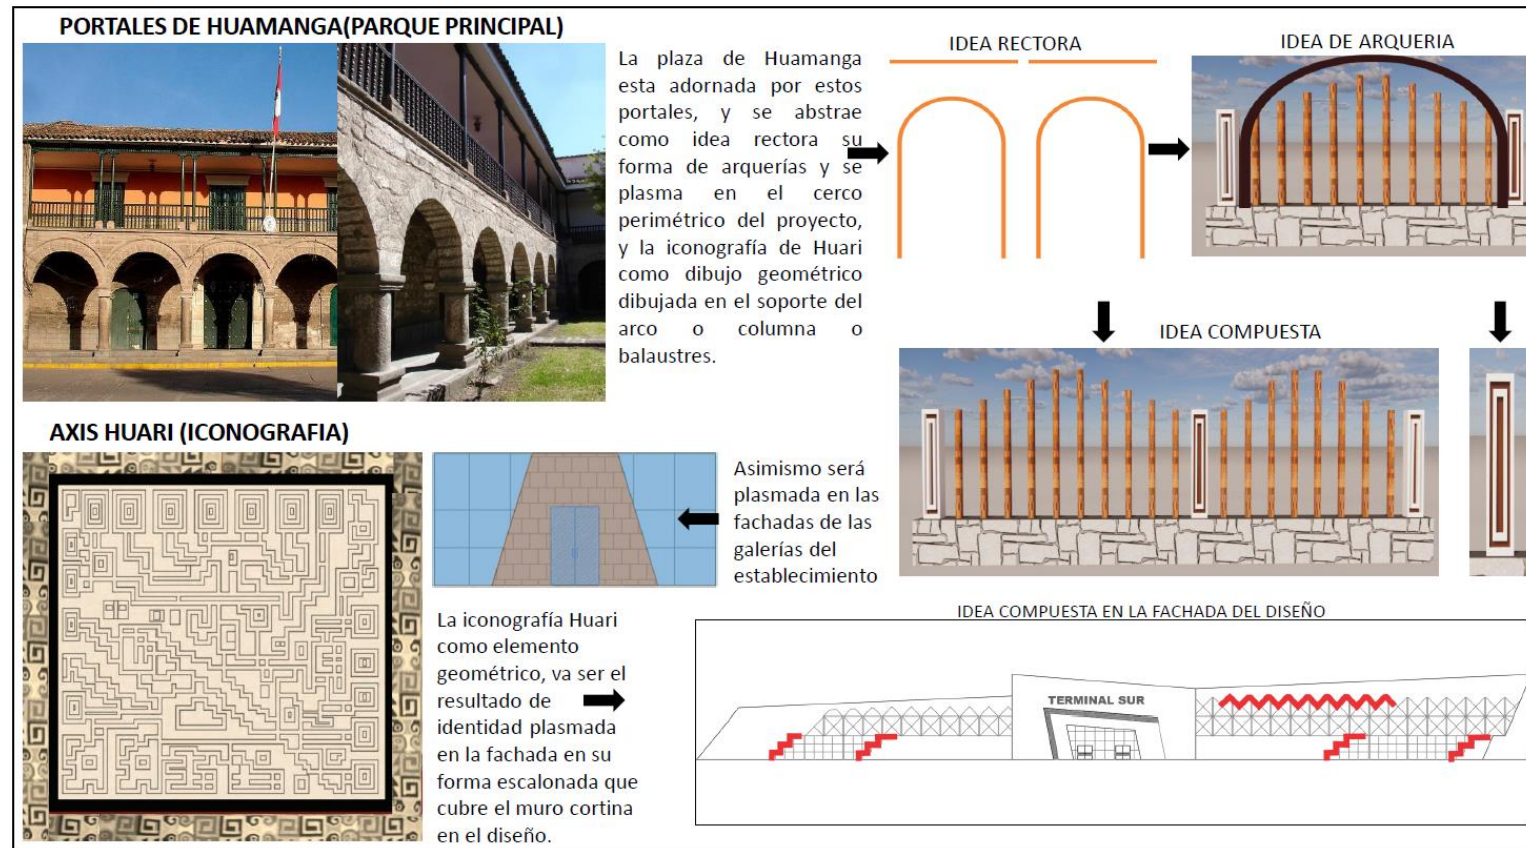 PORTALES DE HUAMANGA(PARQUE PRINCIPAL)
La plaza de Huamanga
esta adornada por estos
portales, y se abstrae
como idea rectora su
forma de arquerías y se
plasma en el cerco
perimétrico del proyecto,
y la iconografía de Huari
como dibujo geométrico
dibujada en el soporte del
arco o columna o
balaustres.
IDEA RECTORA
IDEA DE ARQUERIA
IDEA COMPUESTA
AXIS HUARI (ICONOGRAFIA)
Asimismo será
plasmada en las
fachadas de las
galerías del
establecimiento
La iconografía Huari
como elemento
geométrico, va ser el
resultado de
identidad plasmada
en la fachada en su
forma escalonada que
cubre el muro cortina
en el diseño.
IDEA COMPUESTA EN LA FACHADA DEL DISEÑO
TERMINAL SUR